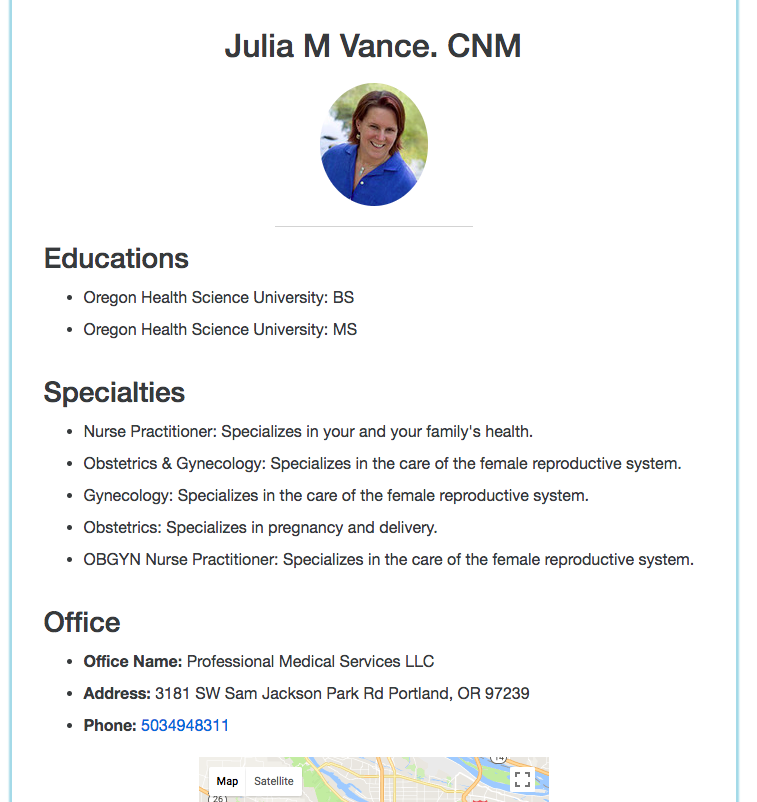 Julia M Vance. CNM
Educations
Oregon Health Science University: BS
Oregon Health Science University: MS
Specialties
Nurse Practitioner: Specializes in your and your family's health.
Obstetrics & Gynecology: Specializes in the care of the female reproductive system.
Gynecology: Specializes in the care of the female reproductive system.
Obstetrics: Specializes in pregnancy and delivery.
OBGYN Nurse Practitioner: Specializes in the care of the female reproductive system.
Office
Office Name: Professional Medical Services LLC
Address: 3181 SW Sam Jackson Park Rd Portland, OR 97239
Phone: 5034948311
14
Map Satellite
26